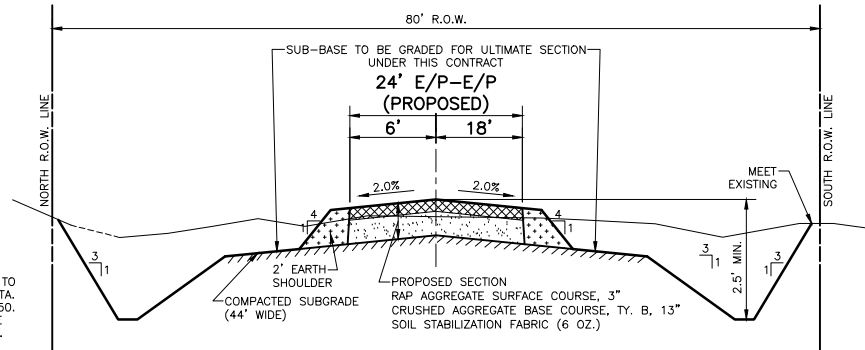 80' R.O.W.
SUB-BASE TO BE GRADED FOR ULTIMATE SECTION
UNDER THIS CONTRACT
24' E/P-E/P
(PROPOSED)
6'
18'
NORTH R.O.W. LINE
SOUTH R.O.W. LINE
MEET
EXISTING
2.0%
2.0%
4
1
4
1
3
1
3
1
3
1
2.5' MIN.
2' EARTH
SHOULDER
COMPACTED SUBGRADE
(44' WIDE)
PROPOSED SECTION
RAP AGGREGATE SURFACE COURSE, 3"
CRUSHED AGGREGATE BASE COURSE, TY. B, 13"
SOIL STABILIZATION FABRIC (6 OZ.)
TO
TA.
50.